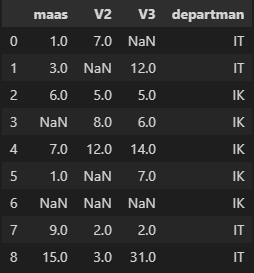 maas V2 V3 departman
0 1.0 7.0 NaN IT
1 3.0 NaN 12.0 IT
2 6.0 5.0 5.0 IK
3 NaN 8.0 6.0 IK
4 7.0 12.0 14.0 IK
5 1.0 NaN 7.0 IK
6 NaN NaN NaN IK
7 9.0 2.0 2.0 IT
8 15.0 3.0 31.0 IT